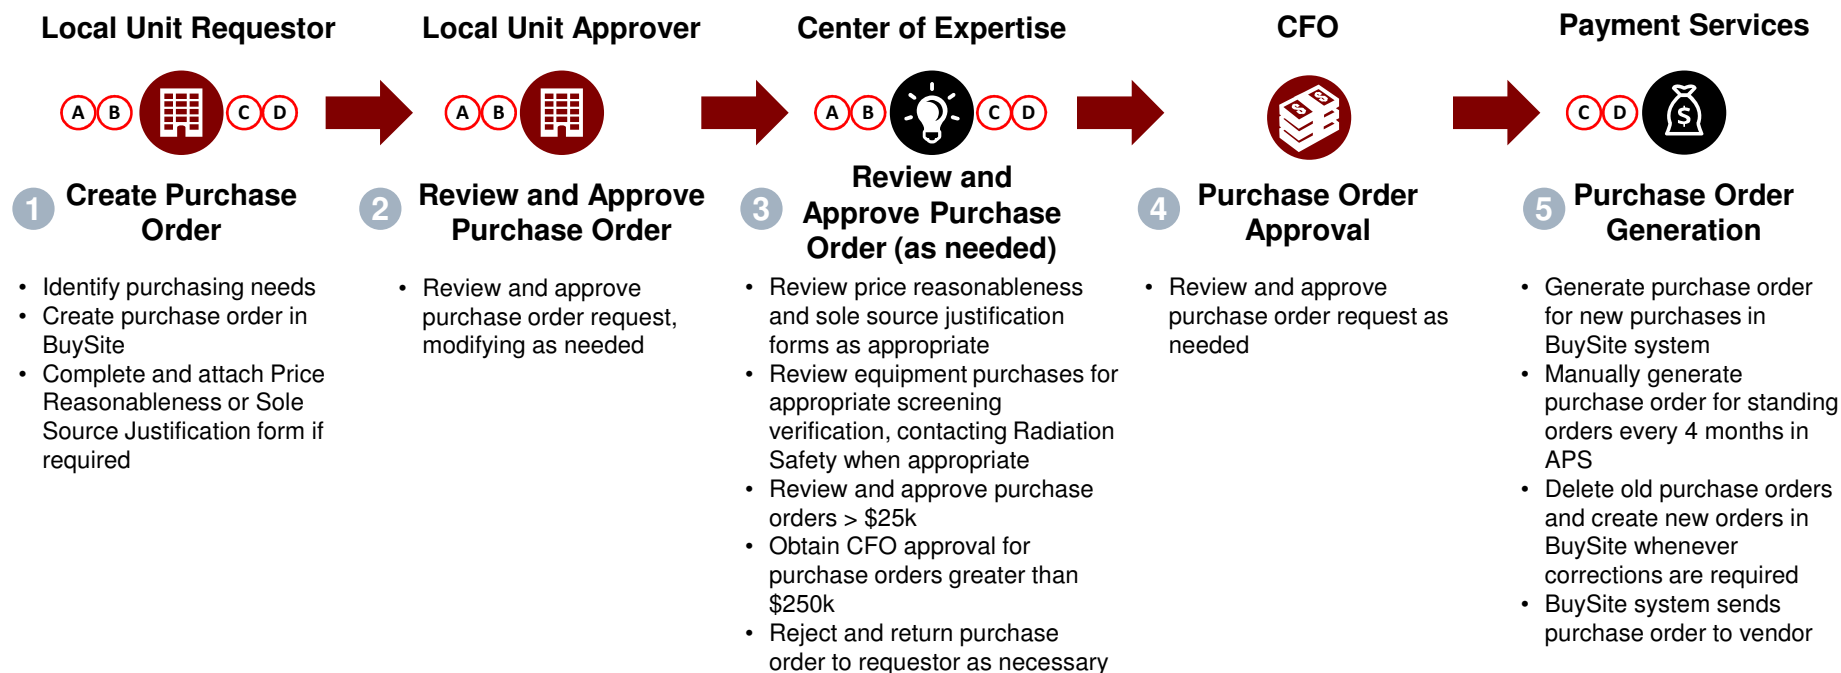 Local Unit Requestor
A B C D
1 Create Purchase
Order
• Identify purchasing needs
• Create purchase order in
BuySite
• Complete and attach Price
Reasonableness or Sole
Source Justification form if
required
Local Unit Approver
A B
2 Review and Approve
Purchase Order
• Review and approve
purchase order request,
modifying as needed
Center of Expertise
A B C D
3 Review and
Approve Purchase
Order (as needed)
• Review price reasonableness
and sole source justification
forms as appropriate
• Review equipment purchases for
appropriate screening
verification, contacting Radiation
Safety when appropriate
• Review and approve purchase
orders > $25k
• Obtain CFO approval for
purchase orders greater than
$250k
• Reject and return purchase
order to requestor as necessary
CFO
$ $
4 Purchase Order
Approval
• Review and approve
purchase order request as
needed
Payment Services
C D $
5 Purchase Order
Generation
• Generate purchase order
for new purchases in
BuySite system
• Manually generate
purchase order for standing
orders every 4 months in
APS
• Delete old purchase orders
and create new orders in
BuySite whenever
corrections are required
• BuySite system sends
purchase order to vendor